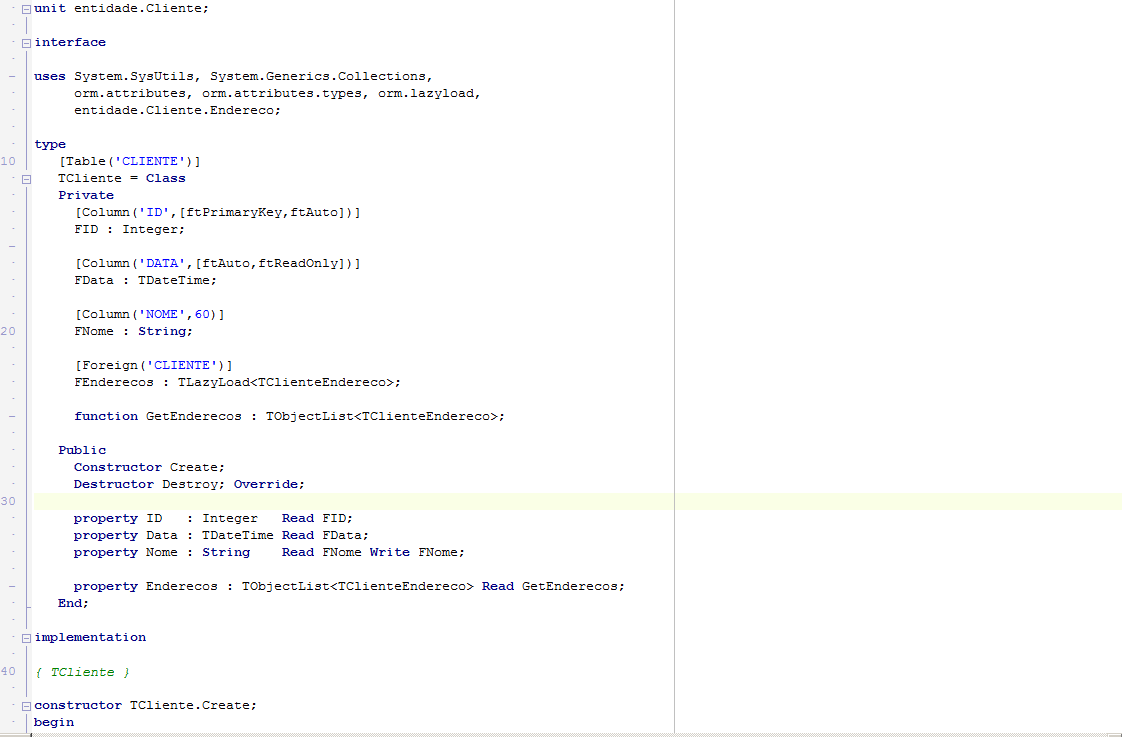 unit entidade.Cliente;
interface
uses System.SysUtils, System.Generics.Collections,
orm.attributes, orm.attributes.types, orm.lazyload,
entidade.Cliente.Endereco;
type
10 [Table('CLIENTE')]
TCliente = Class
Private
[Column('ID',[ftPrimaryKey,ftAuto])]
FID : Integer;
[Column('DATA',[ftAuto,ftReadOnly])]
FData : TDateTime;
[Column('NOME',60)]
20 FNome : String;
[Foreign('CLIENTE')]
FEnderecos : TLazyLoad<TClienteEndereco>;
function GetEnderecos : TObjectList<TClienteEndereco>;
Public
Constructor Create;
Destructor Destroy; Override;
30
property ID   : Integer   Read FID;
property Data : TDateTime Read FData;
property Nome : String    Read FNome Write FNome;
property Enderecos : TObjectList<TClienteEndereco> Read GetEnderecos;
End;
implementation
40 { TCliente }
constructor TCliente.Create;
begin